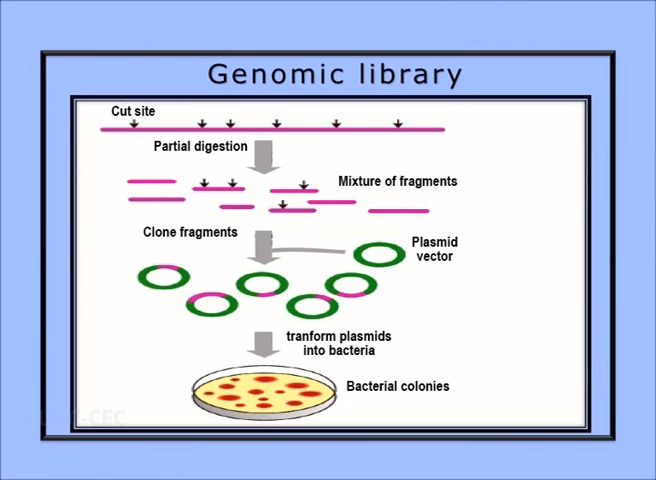 Genomic library
Cut site
Partial digestion
Mixture of fragments
Clone fragments
Plasmid
vector
tranform plasmids
into bacteria
Bacterial colonies
CEC